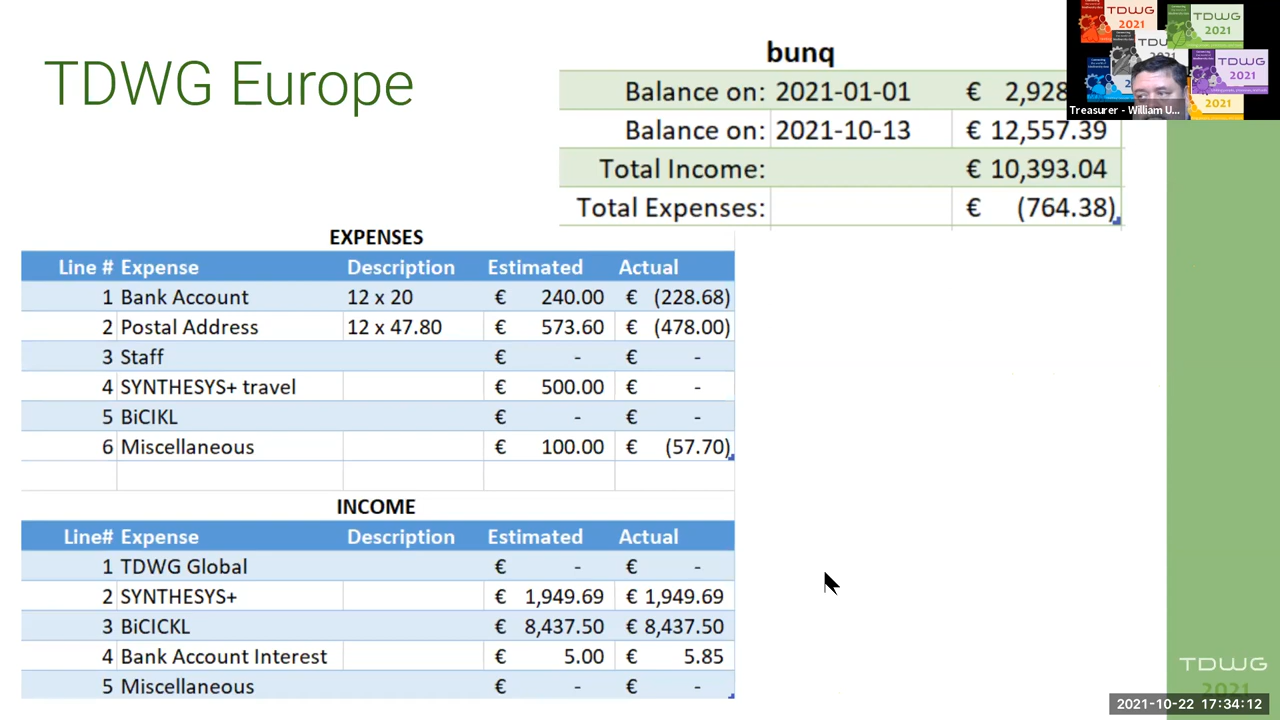 TDWG Europe
bunq
Balance on: 2021-01-01 € 2,928
Balance on: 2021-10-13 € 12,557.39
Total Income: € 10,393.04
Total Expenses: € (764.38)
EXPENSES
Line # Expense Description Estimated Actual
1 Bank Account 12 x 20 € 240.00 € (228.68)
2 Postal Address 12 x 47.80 € 573.60 € (478.00)
3 Staff € - € -
4 SYNTHESYS+ travel € 500.00 € -
5 BiCIKL € - € -
6 Miscellaneous € 100.00 € (57.70)
INCOME
Line# Expense Description Estimated Actual
1 TDWG Global € - € -
2 SYNTHESYS+ € 1,949.69 € 1,949.69
3 BiCICKL € 8,437.50 € 8,437.50
4 Bank Account Interest € 5.00 € 5.85
5 Miscellaneous € - € -
TDWG
2021
TDWG
2021
TDWG
2021
2021
Treasurer - William U...
TDWG
2021
2021-10-22 17:34:12